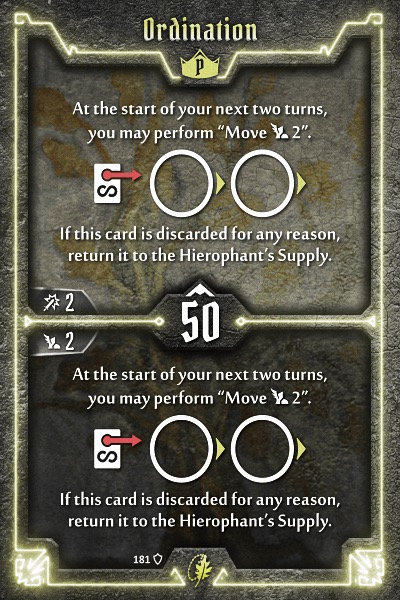 Ordination
P
At the start of your next two turns,
you may perform “Move 2”.
S
If this card is discarded for any reason,
return it to the Hierophant's Supply.
2
50
2
At the start of your next two turns,
you may perform “Move 2”.
S
If this card is discarded for any reason,
return it to the Hierophant's Supply.
181